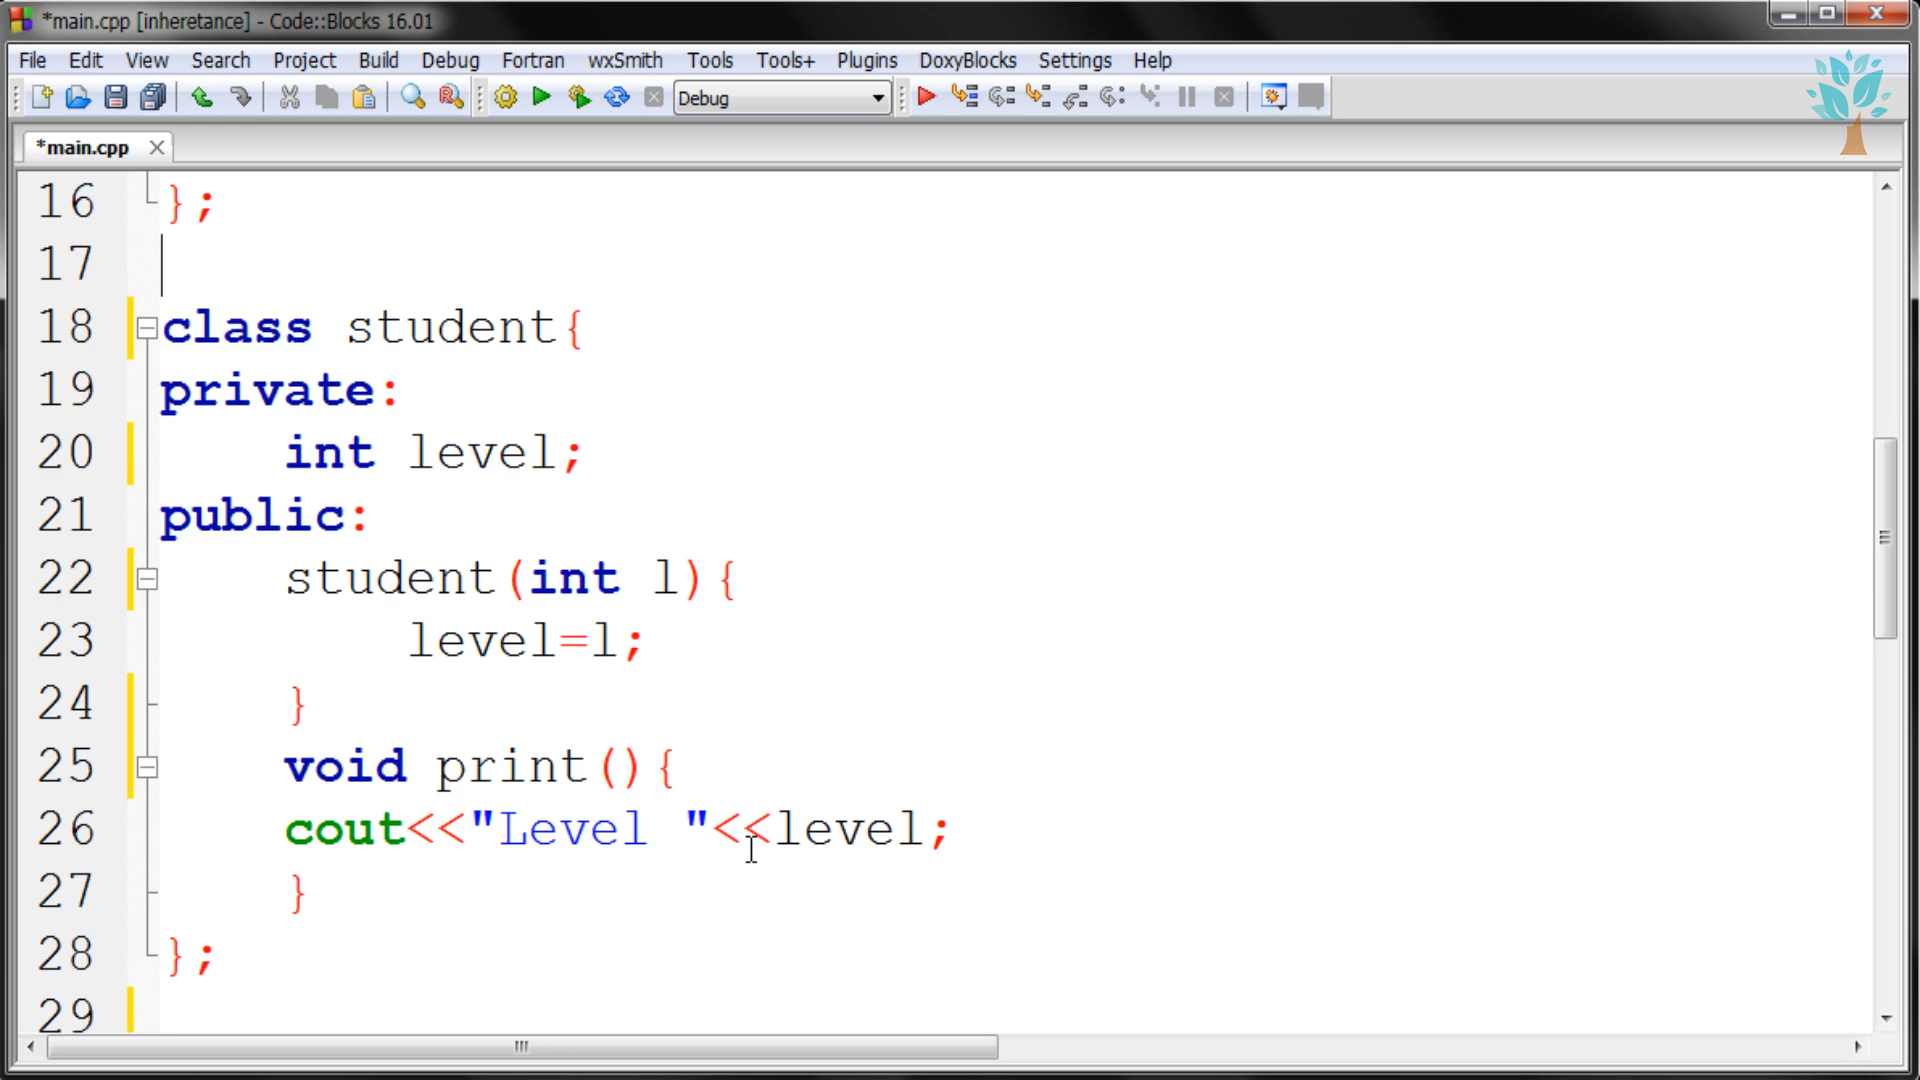 *main.cpp [inheretance] - Code::Blocks 16.01
File Edit View Search Project Build Debug Fortran wxSmith Tools Tools+ Plugins DoxyBlocks Settings Help
Debug
*main.cpp
16 };
17
18 class student{
19 private:
20     int level;
21 public:
22     student(int l){
23         level=l;
24     }
25     void print(){
26     cout<<"Level "<<level;
27     }
28 };
29